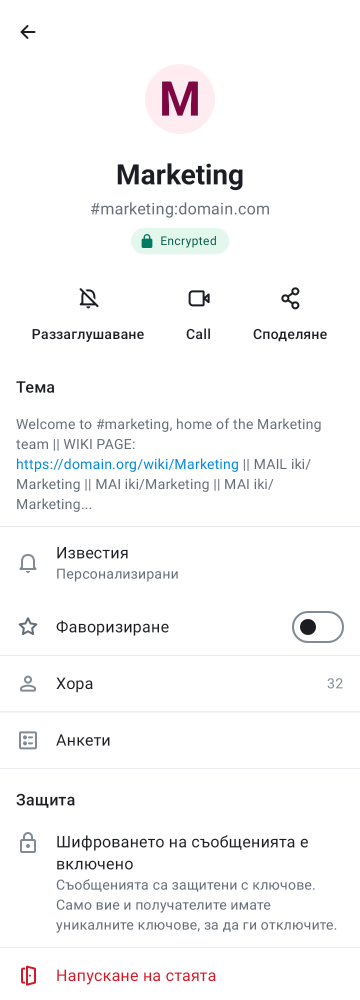 M
Marketing
#marketing:domain.com
Encrypted
Раззаглушаване
Call
Споделяне
Тема
Welcome to #marketing, home of the Marketing
team || WIKI PAGE:
https://domain.org/wiki/Marketing || MAIL iki/
Marketing || MAI iki/Marketing || MAI iki/
Marketing...
Известия
Персонализирани
Фаворизиране
Хора
32
Анкети
Защита
Шифроването на съобщенията е
включено
Съобщенията са защитени с ключове.
Само вие и получателите имате
уникалните ключове, за да ги отключите.
Напускане на стаята